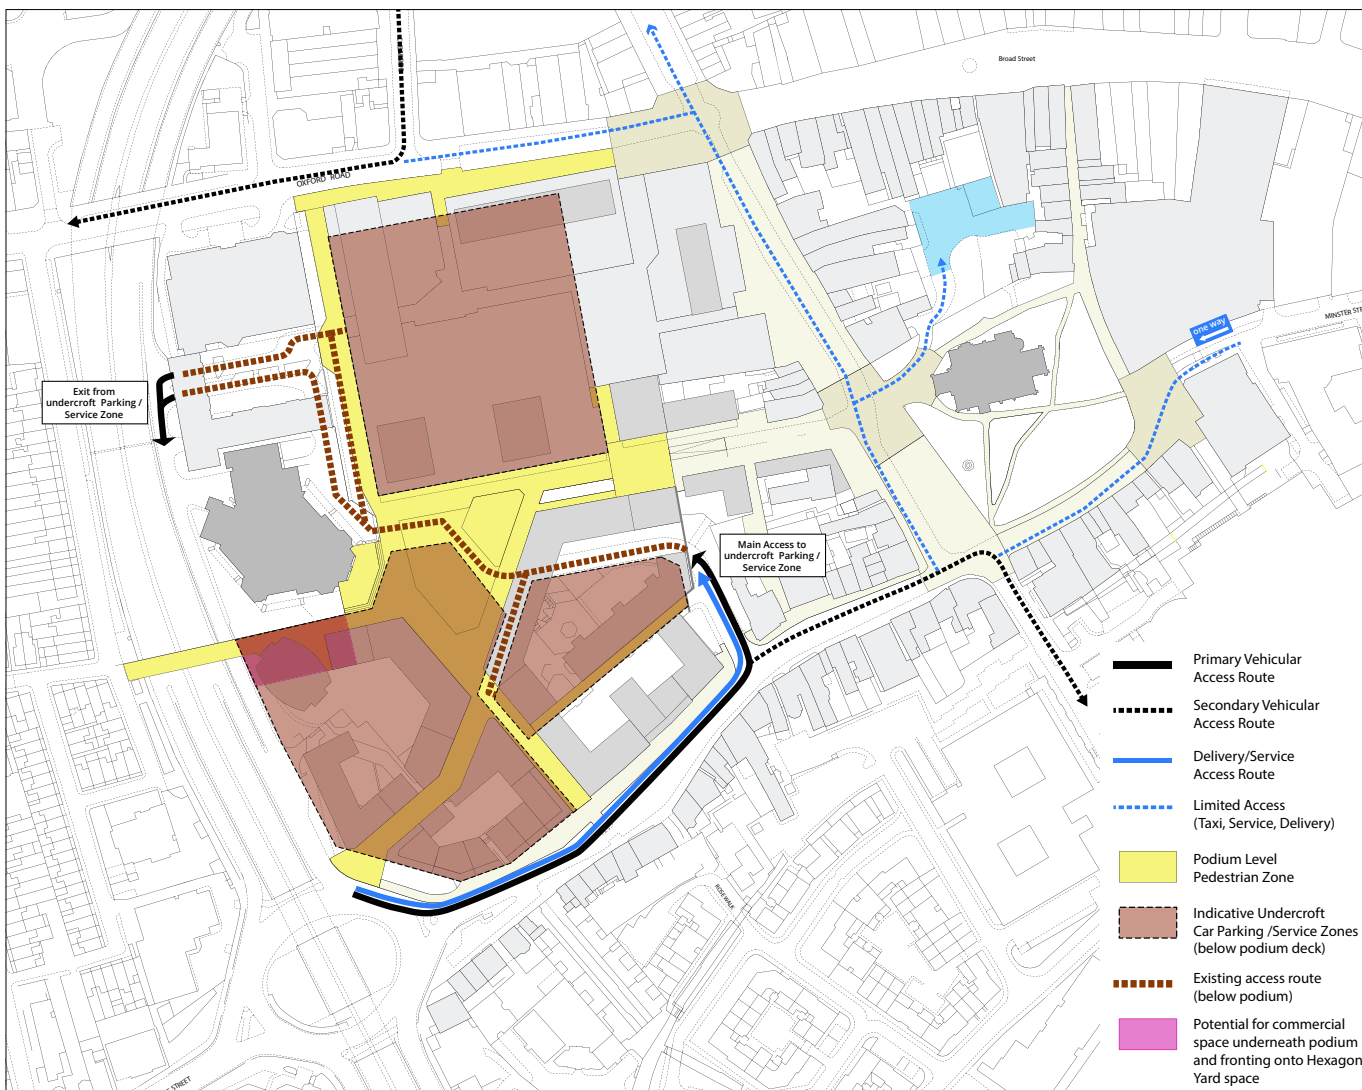 Broad Street
OXFORD ROAD
one way
MINSTER STR
Exit from
undercroft Parking /
Service Zone
Main Access to
undercroft Parking /
Service Zone
ROSEWALK
STREET
Primary Vehicular
Access Route
Secondary Vehicular
Access Route
Delivery/Service
Access Route
Limited Access
(Taxi, Service, Delivery)
Podium Level
Pedestrian Zone
Indicative Undercroft
Car Parking /Service Zones
(below podium deck)
Existing access route
(below podium)
Potential for commercial
space underneath podium
and fronting onto Hexagon
Yard space